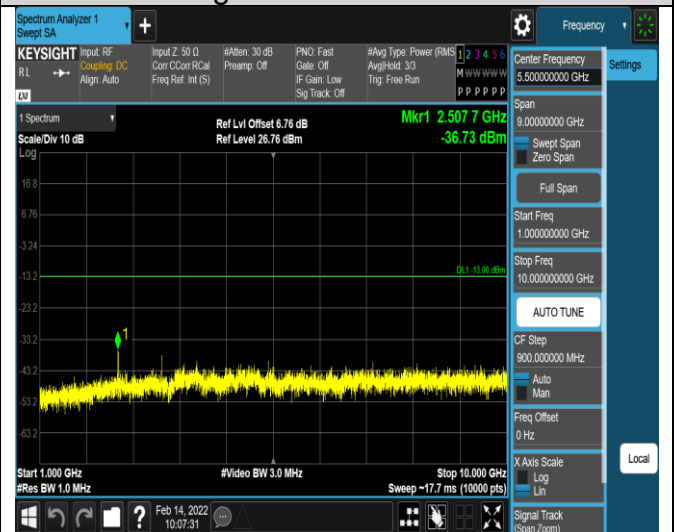 Spectrum Analyzer 1
Swept SA
+
Frequency
KEYSIGHT
RL
LXI
Input: RF
Coupling: DC
Align: Auto
Input Z: 50 Ω
Corr CCorr RCal
Freq Ref: Int (S)
#Atten: 30 dB
Preamp: Off
PNO: Fast
Gate: Off
IF Gain: Low
Sig Track: Off
#Avg Type: Power (RMS
Avg|Hold: 3/3
Trig: Free Run
1 2 3 4 5 6
M W W W W W
P P P P P P
1 Spectrum
Scale/Div 10 dB
Log
Ref Lvl Offset 6.76 dB
Ref Level 26.76 dBm
Mkr1 2.507 7 GHz
-36.73 dBm
16.8
6.76
-3.24
-13.2
-23.2
-33.2
-43.2
-53.2
-63.2
DL1 -13.00 dBm
1
Start 1.000 GHz
#Res BW 1.0 MHz
#Video BW 3.0 MHz
Stop 10.000 GHz
Sweep ~17.7 ms (10000 pts)
Feb 14, 2022
10:07:31
?
Center Frequency
5.500000000 GHz
Settings
Span
9.00000000 GHz
Swept Span
Zero Span
Full Span
Start Freq
1.000000000 GHz
Stop Freq
10.000000000 GHz
AUTO TUNE
CF Step
900.000000 MHz
Auto
Man
Freq Offset
0 Hz
X Axis Scale
Log
Lin
Local
Signal Track
(Span Zoom)